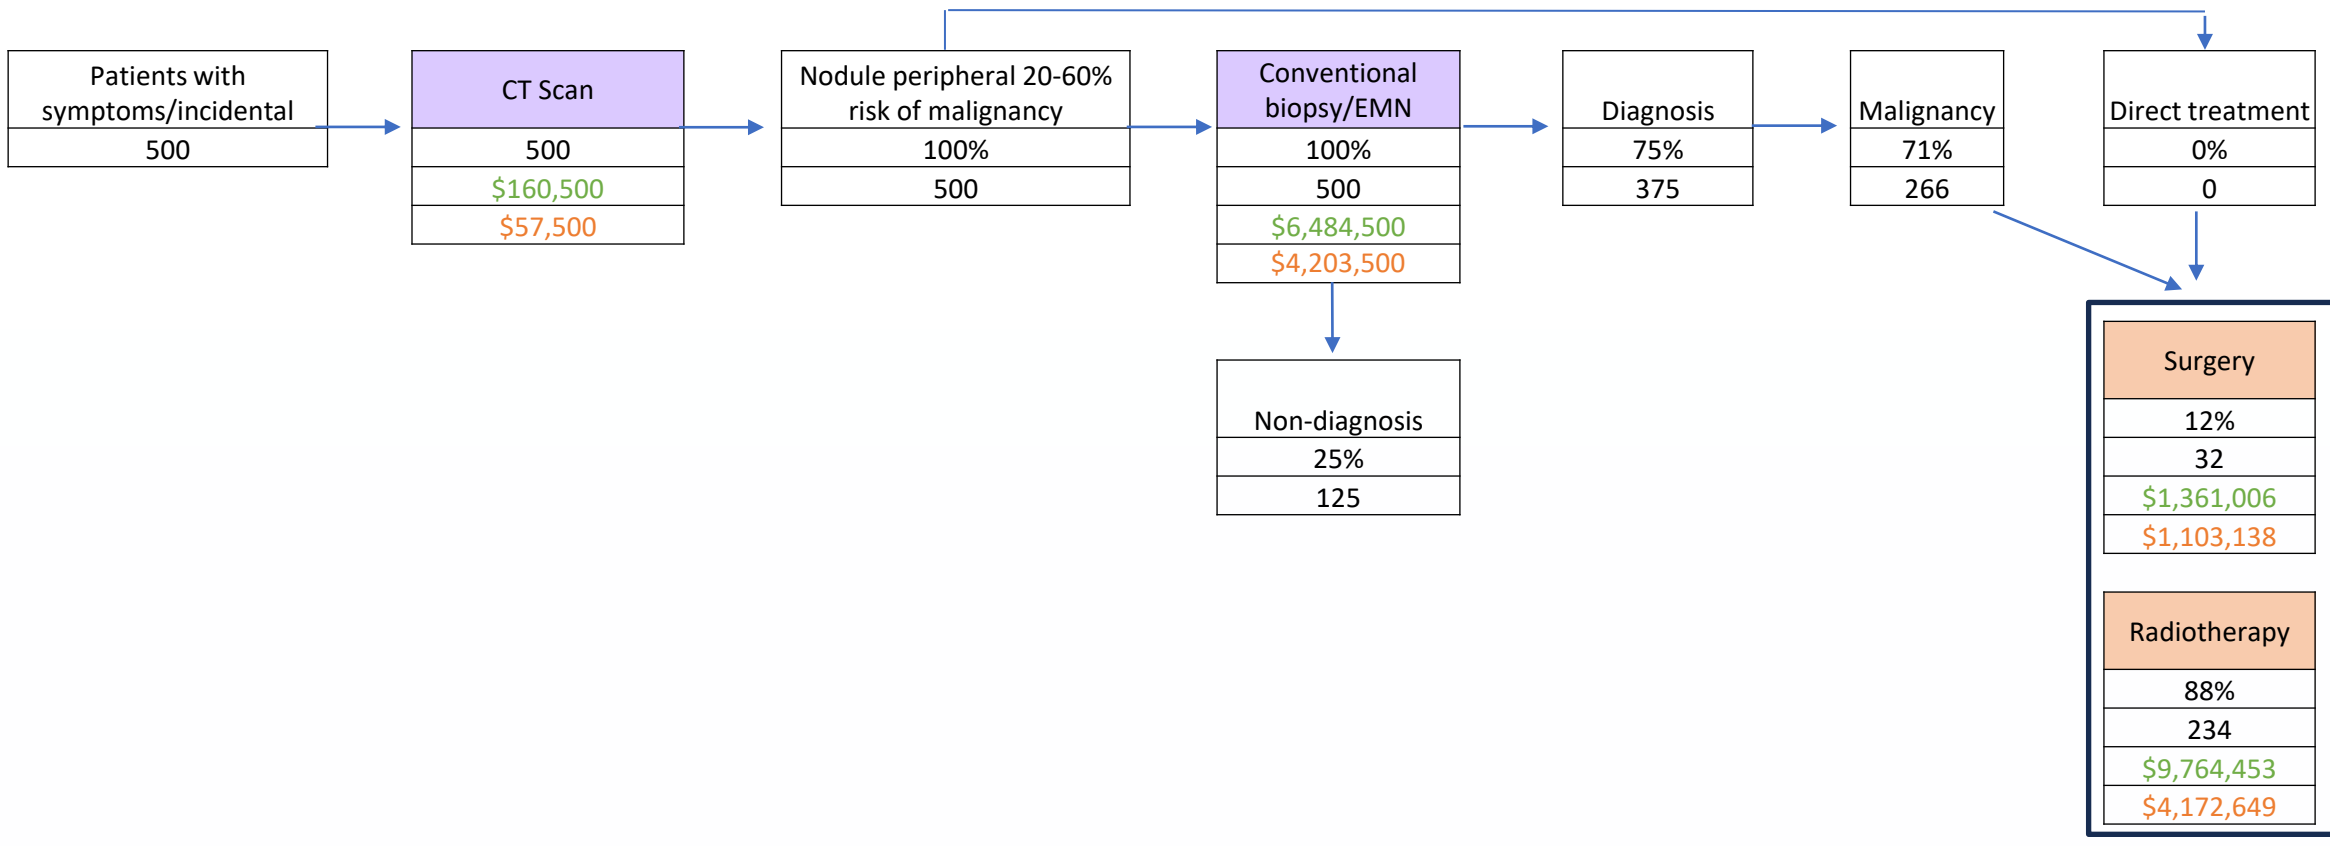 Patients with
symptoms/incidental
500
CT Scan
500
$160,500
$57,500
Nodule peripheral 20-60%
risk of malignancy
100%
500
Conventional
biopsy/EMN
100%
500
$6,484,500
$4,203,500
Non-diagnosis
25%
125
Diagnosis
75%
375
Malignancy
71%
266
Direct treatment
0%
0
Surgery
12%
32
$1,361,006
$1,103,138
Radiotherapy
88%
234
$9,764,453
$4,172,649